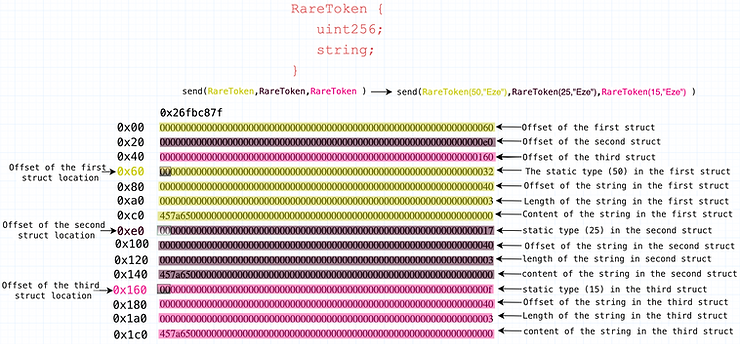 RareToken {
uint256;
string;
}
send(RareToken,RareToken,RareToken ) send(RareToken(50,"Eze"),RareToken(25,"Eze"),RareToken(15,"Eze") )
0x26fbc87f
0x00 0000000000000000000000000000000000000000000000000000000000000060 Offset of the first struct
0x20 00000000000000000000000000000000000000000000000000000000000000e0 Offset of the second struct
0x40 0000000000000000000000000000000000000000000000000000000000000160 Offset of the third struct
Offset of the first
struct location
0x60 0000000000000000000000000000000000000000000000000000000000000032 The static type (50) in the first struct
0x80 0000000000000000000000000000000000000000000000000000000000000040 Offset of the string in the first struct
0xa0 0000000000000000000000000000000000000000000000000000000000000003 Length of the string in the first struct
0xc0 457a650000000000000000000000000000000000000000000000000000000000 Content of the string in the first struct
Offset of the second
struct location
0xe0 0000000000000000000000000000000000000000000000000000000000000017 static type (25) in the second struct
0x100 0000000000000000000000000000000000000000000000000000000000000040 Offset of the string in the second struct
0x120 0000000000000000000000000000000000000000000000000000000000000003 length of the string in second struct
0x140 457a650000000000000000000000000000000000000000000000000000000000 content of the string in the second struct
Offset of the third
struct location
0x160 000000000000000000000000000000000000000000000000000000000000000f static type (15) in the third struct
0x180 0000000000000000000000000000000000000000000000000000000000000040 Offset of the string in the third struct
0x1a0 0000000000000000000000000000000000000000000000000000000000000003 Length of the string in the third struct
0x1c0 457a650000000000000000000000000000000000000000000000000000000000 content of the string in the third struct